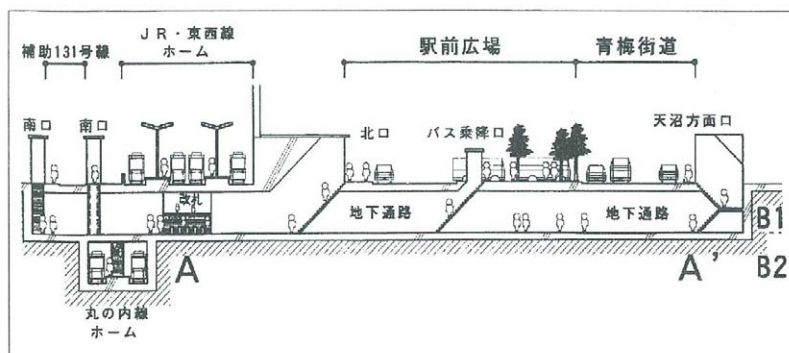 補助131号線
JR・東西線
ホーム
駅前広場
青梅街道
南口
南口
北口
バス乗降口
天沼方面口
改札
地下通路
地下通路
B1
A
A'
B2
丸の内線
ホーム